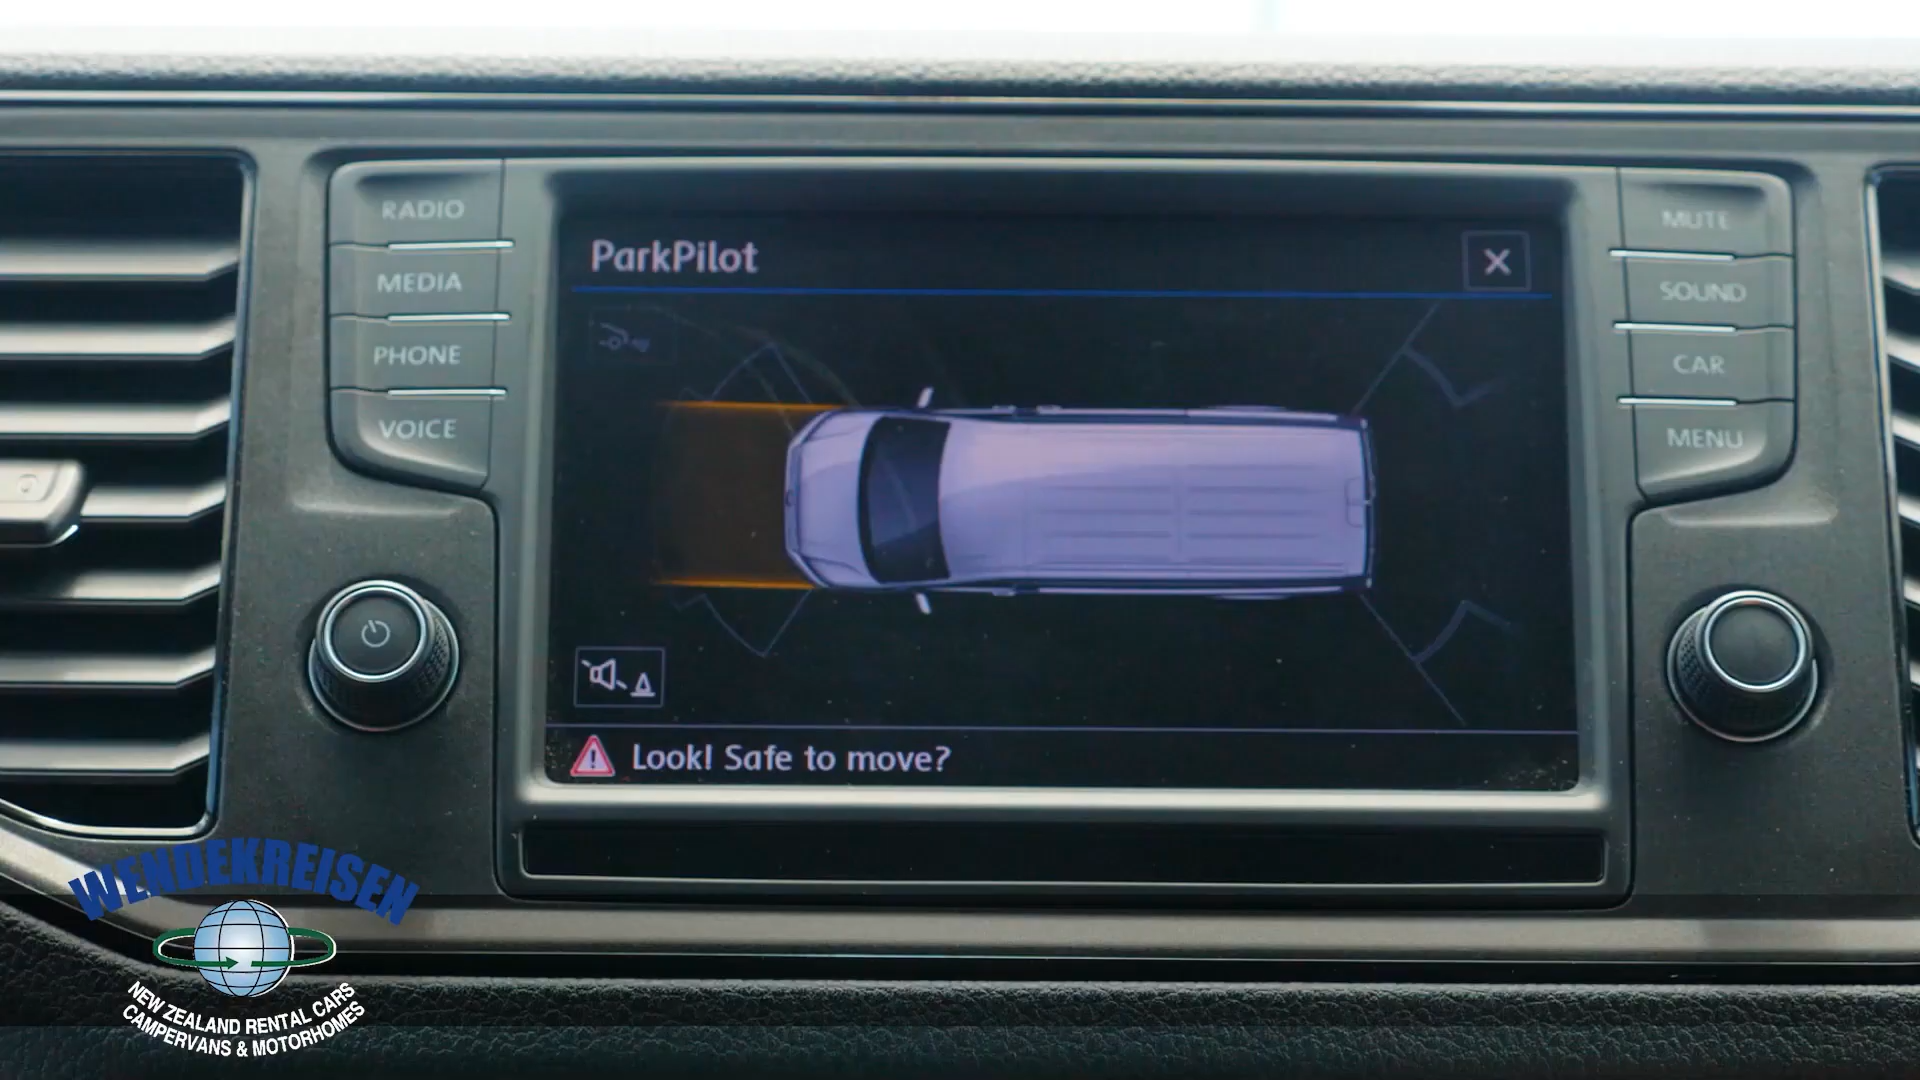 RADIO
MEDIA
PHONE
VOICE
ParkPilot
Look! Safe to move?
MUTE
SOUND
CAR
MENU
WENDEKREISEN
NEW ZEALAND RENTAL CARS
CAMPERVANS & MOTORHOMES